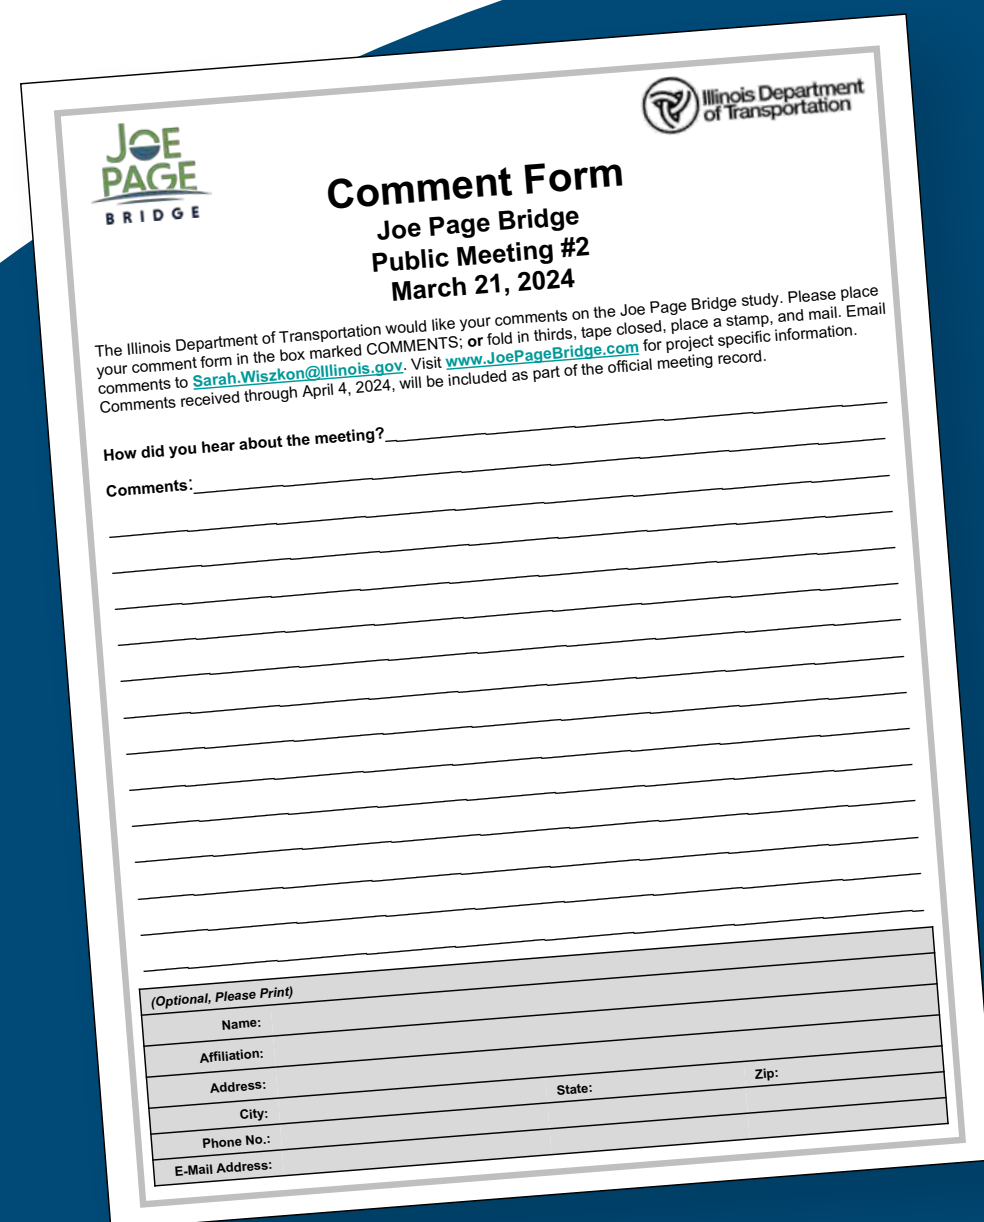 JOE
PAGE
BRIDGE
Illinois Department
of Transportation
Comment Form
Joe Page Bridge
Public Meeting #2
March 21, 2024
The Illinois Department of Transportation would like your comments on the Joe Page Bridge study. Please place
your comment form in the box marked COMMENTS; or fold in thirds, tape closed, place a stamp, and mail. Email
comments to Sarah.Wiszkon@Illinois.gov. Visit www.JoePageBridge.com for project specific information.
Comments received through April 4, 2024, will be included as part of the official meeting record.
How did you hear about the meeting?
Comments:
(Optional, Please Print)
Name:
Affiliation:
Address:
City: State: Zip:
Phone No.:
E-Mail Address: